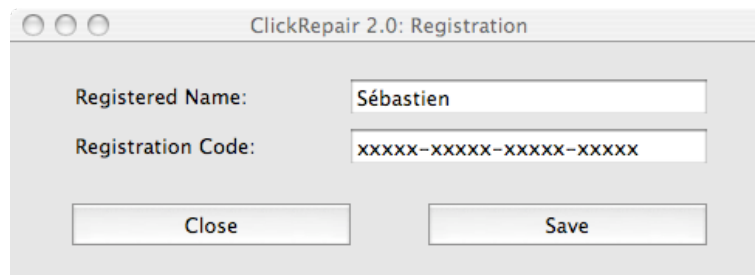 ClickRepair 2.0: Registration
Registered Name: Sébastien
Registration Code: xxxxx-xxxxx-xxxxx-xxxxx
Close Save